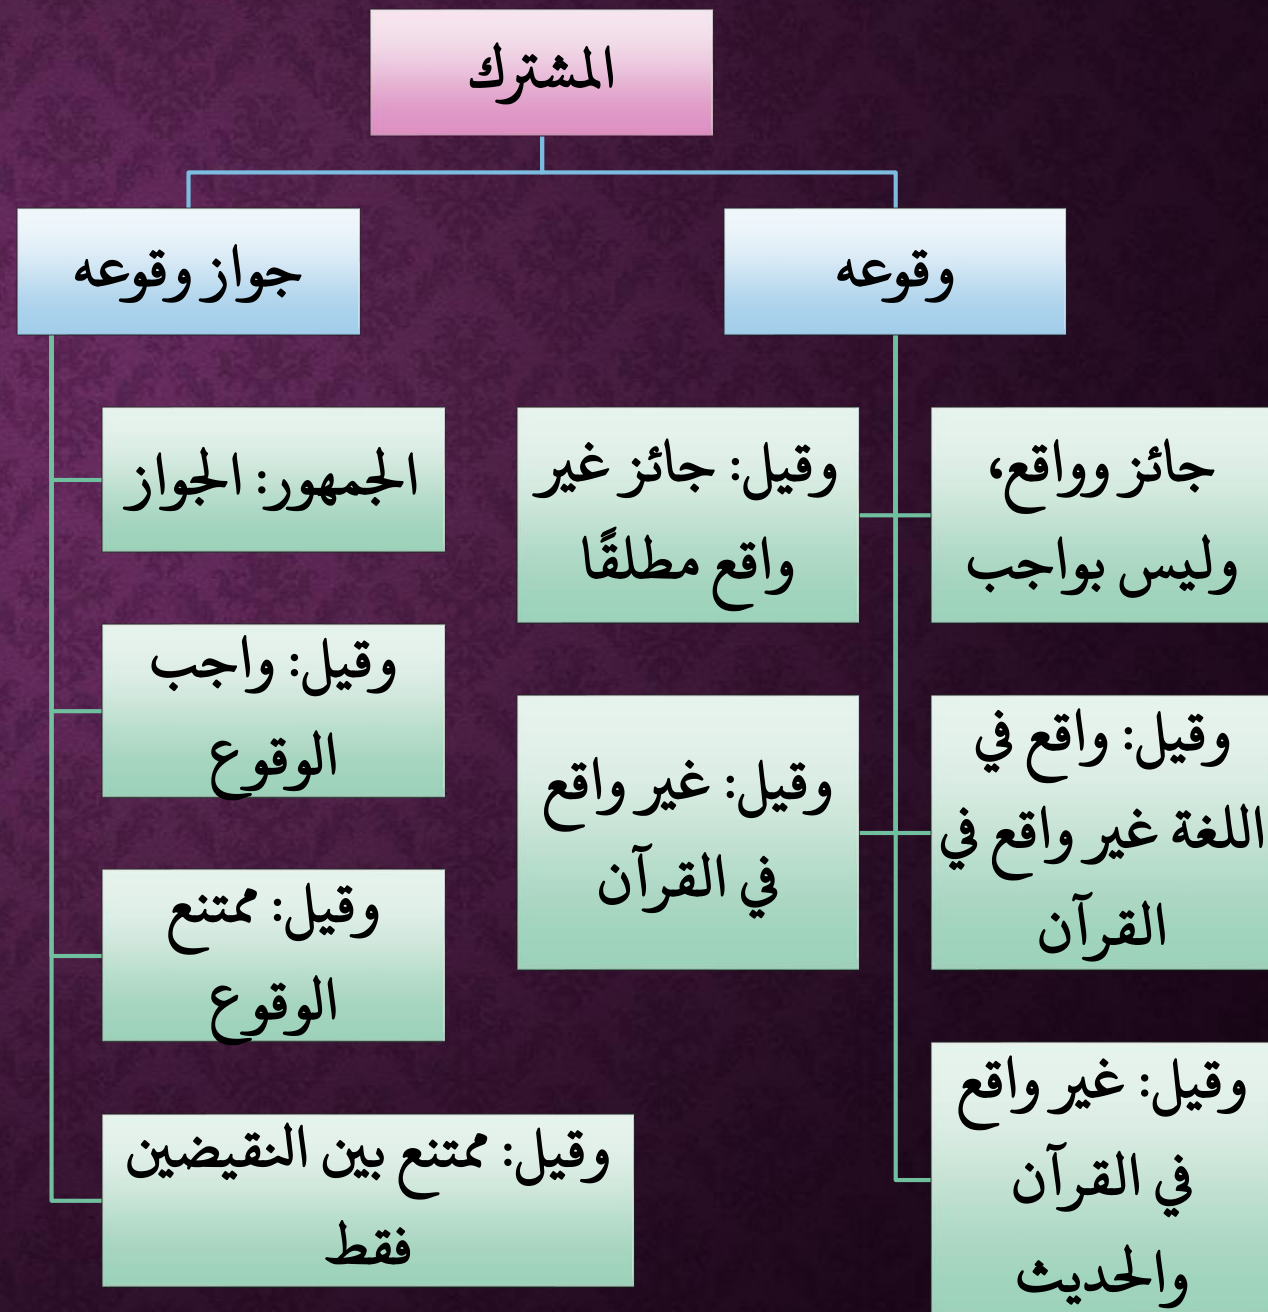 المشترك
وقوعه
جواز وقوعه
جائز وواقع،
وليس بواجب
وقيل: جائز غير
واقع مطلقًا
وقيل: واقع في
اللغة غير واقع في
القرآن
وقيل: غير واقع
في القرآن
وقيل: غير واقع
في القرآن
والحديث
الجمهور: الجواز
وقيل: واجب
الوقوع
وقيل: ممتنع
الوقوع
وقيل: ممتنع بين النقيضين
فقط